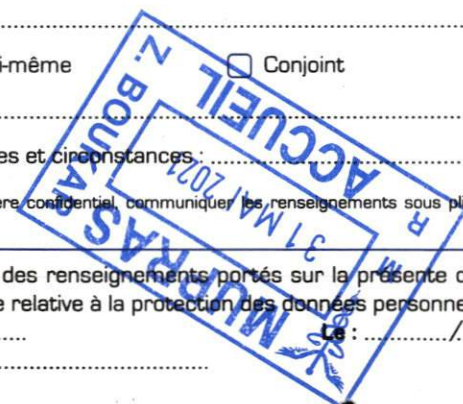 i-même Conjoint
es et circonstances :
ère confidentiel, communiquer les renseignements sous pli
des renseignements portés sur la présente d
e relative à la protection des données personne
Le : /
MUPRAS
31 MAI 2021
ACCUEIL
Z. BOUKAR
R M